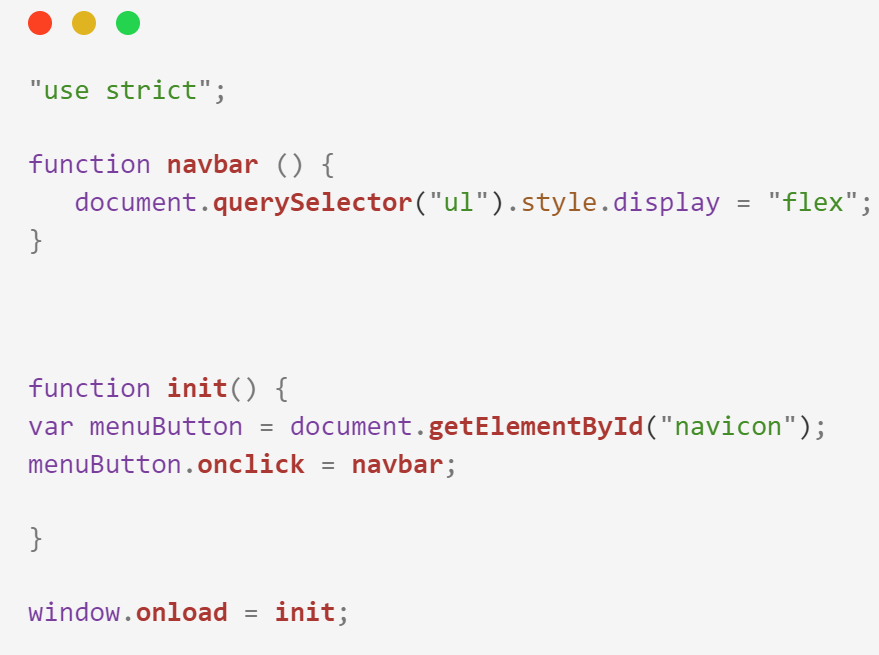 "use strict";
function navbar () {
document.querySelector("ul").style.display = "flex";
}
function init() {
var menuButton = document.getElementById("navicon");
menuButton.onclick = navbar;
}
window.onload = init;